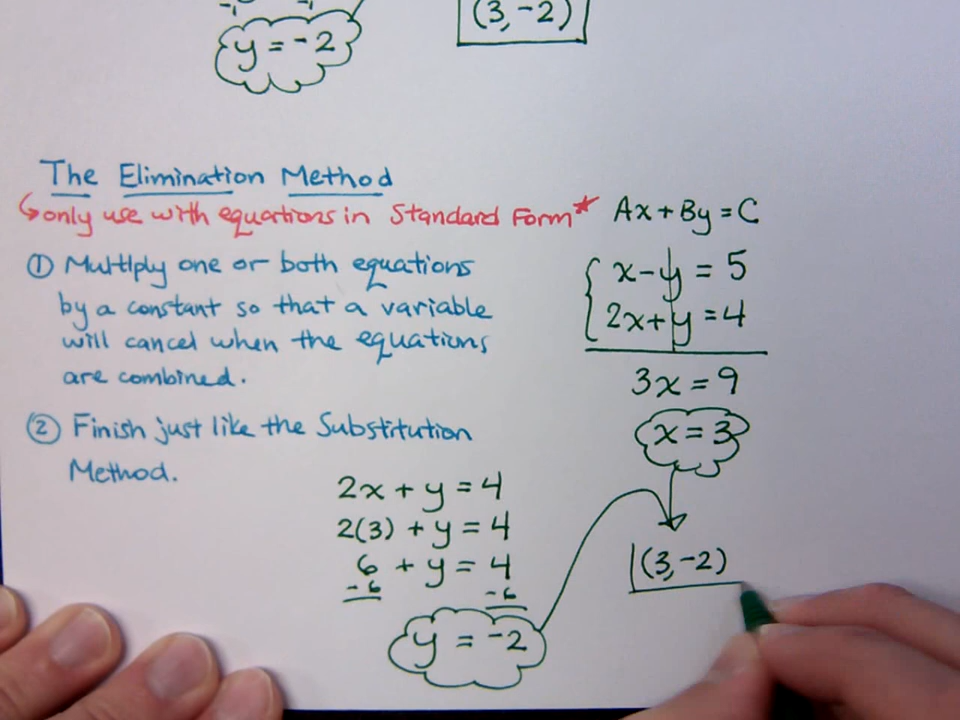 -1 -1
y = -2
(3, -2)
The Elimination Method
↳only use with equations in Standard Form* Ax + By = C
① Multiply one or both equations
by a constant so that a variable
will cancel when the equations
are combined.
x - y = 5
2x + y = 4
3x = 9
x = 3
② Finish just like the Substitution
Method.
2x + y = 4
2(3) + y = 4
6 + y = 4
-6 -6
y = -2
(3, -2)